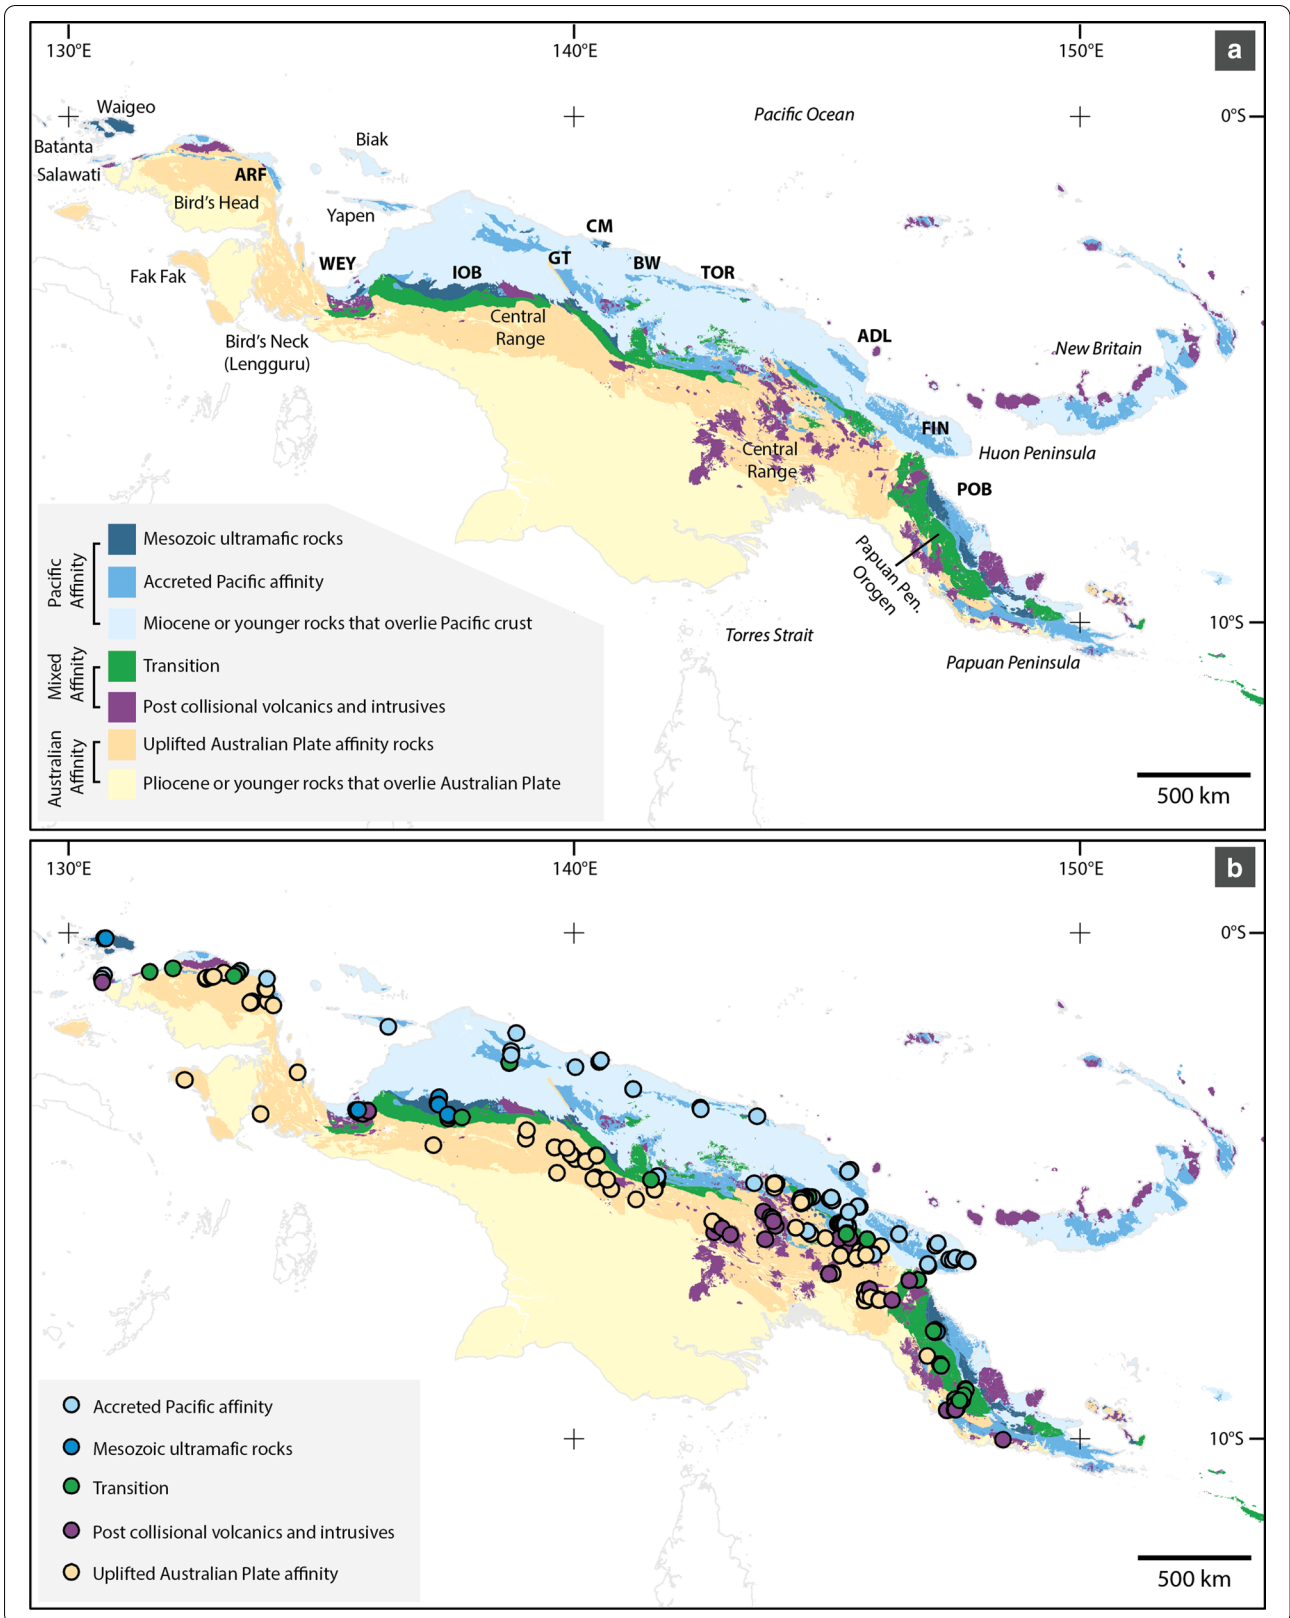 130°E
140°E
150°E
a
Waigeo
Pacific Ocean
0°S
Batanta
Biak
Salawati
ARF
Bird's Head
Yapen
CM
WEY
IOB
GT
BW
TOR
Fak Fak
Central
Range
Bird's Neck
(Lengguru)
ADL
New Britain
FIN
Central
Range
Huon Peninsula
POB
Papuan Pen.
Orogen
Torres Strait
10°S
Papuan Peninsula
Pacific
Affinity
Mesozoic ultramafic rocks
Accreted Pacific affinity
Miocene or younger rocks that overlie Pacific crust
Mixed
Affinity
Transition
Post collisional volcanics and intrusives
Australian
Affinity
Uplifted Australian Plate affinity rocks
Pliocene or younger rocks that overlie Australian Plate
500 km
130°E
140°E
150°E
b
0°S
10°S
Accreted Pacific affinity
Mesozoic ultramafic rocks
Transition
Post collisional volcanics and intrusives
Uplifted Australian Plate affinity
500 km